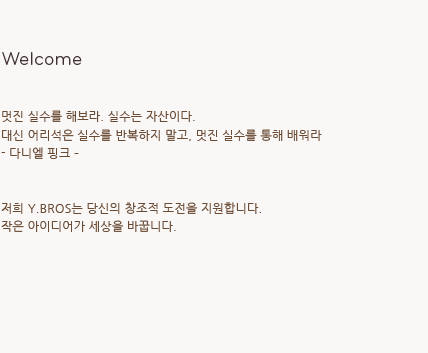 Welcome
멋진 실수를 해보라. 실수는 자산이다.
대신 어리석은 실수를 반복하지 말고, 멋진 실수를 통해 배워라
- 다니엘 핑크 -
저희 Y.BROS는 당신의 창조적 도전을 지원합니다.
작은 아이디어가 세상을 바꿉니다.